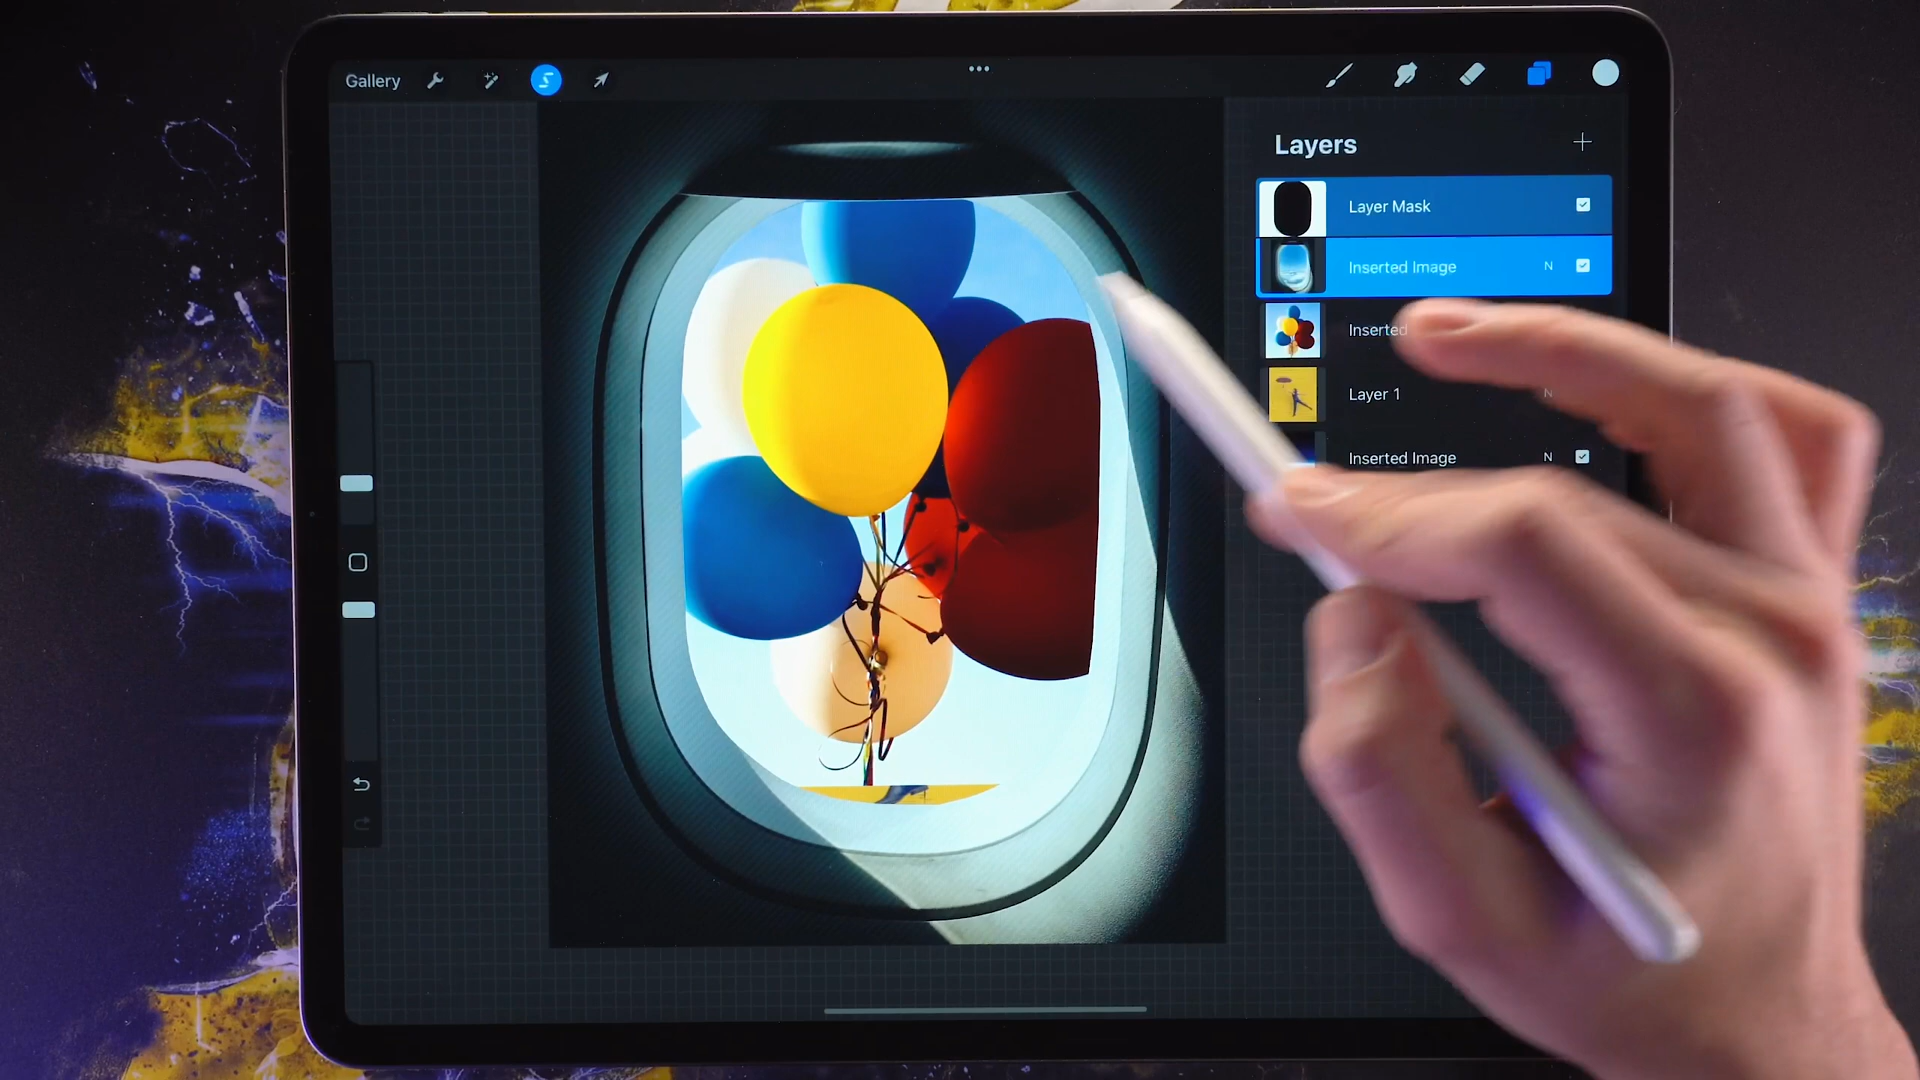 Gallery
Layers
Layer Mask
Inserted Image N
Inserted
Layer 1 N
Inserted Image N